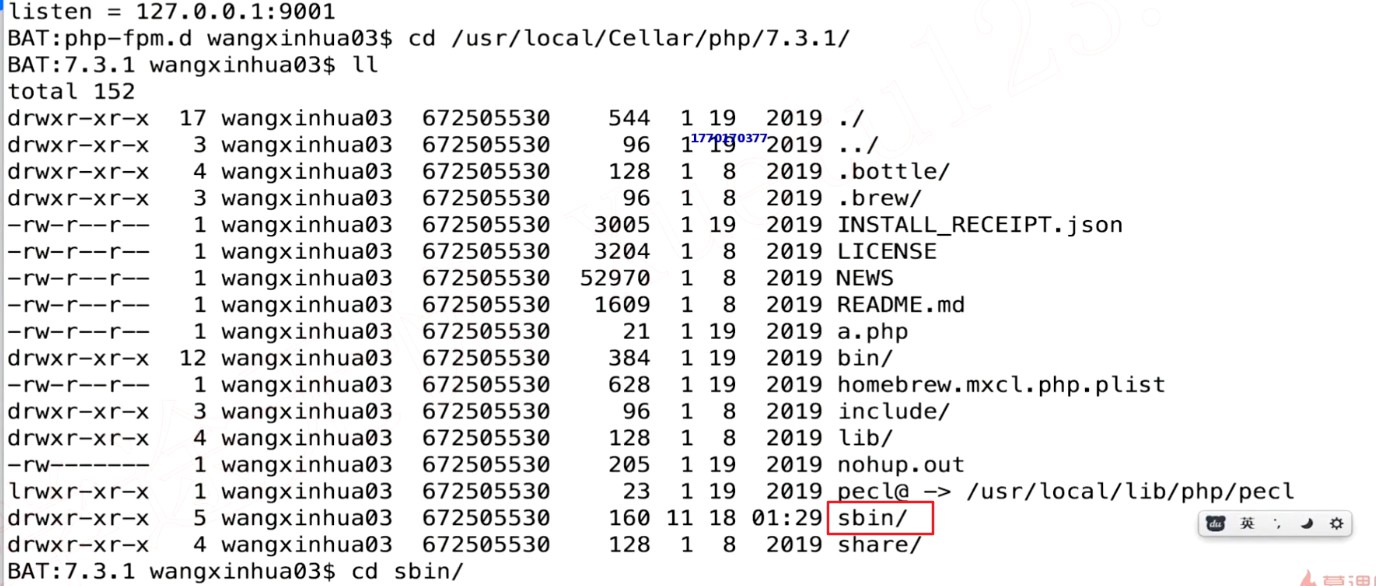 listen = 127.0.0.1:9001
BAT:php-fpm.d wangxinhua03$ cd /usr/local/Cellar/php/7.3.1/
BAT:7.3.1 wangxinhua03$ ll
total 152
drwxr-xr-x 17 wangxinhua03 672505530 544 1 19 2019 ./
drwxr-xr-x 3 wangxinhua03 672505530 96 1 19 2019 ../
1770170377
drwxr-xr-x 4 wangxinhua03 672505530 128 1 8 2019 .bottle/
drwxr-xr-x 3 wangxinhua03 672505530 96 1 8 2019 .brew/
-rw-r--r-- 1 wangxinhua03 672505530 3005 1 19 2019 INSTALL_RECEIPT.json
-rw-r--r-- 1 wangxinhua03 672505530 3204 1 8 2019 LICENSE
-rw-r--r-- 1 wangxinhua03 672505530 52970 1 8 2019 NEWS
-rw-r--r-- 1 wangxinhua03 672505530 1609 1 8 2019 README.md
-rw-r--r-- 1 wangxinhua03 672505530 21 1 19 2019 a.php
drwxr-xr-x 12 wangxinhua03 672505530 384 1 19 2019 bin/
-rw-r--r-- 1 wangxinhua03 672505530 628 1 19 2019 homebrew.mxcl.php.plist
drwxr-xr-x 3 wangxinhua03 672505530 96 1 8 2019 include/
drwxr-xr-x 4 wangxinhua03 672505530 128 1 8 2019 lib/
-rw------- 1 wangxinhua03 672505530 205 1 19 2019 nohup.out
lrwxr-xr-x 1 wangxinhua03 672505530 23 1 19 2019 pecl@ -> /usr/local/lib/php/pecl
drwxr-xr-x 5 wangxinhua03 672505530 160 11 18 01:29 sbin/
du 英
drwxr-xr-x 4 wangxinhua03 672505530 128 1 8 2019 share/
BAT:7.3.1 wangxinhua03$ cd sbin/